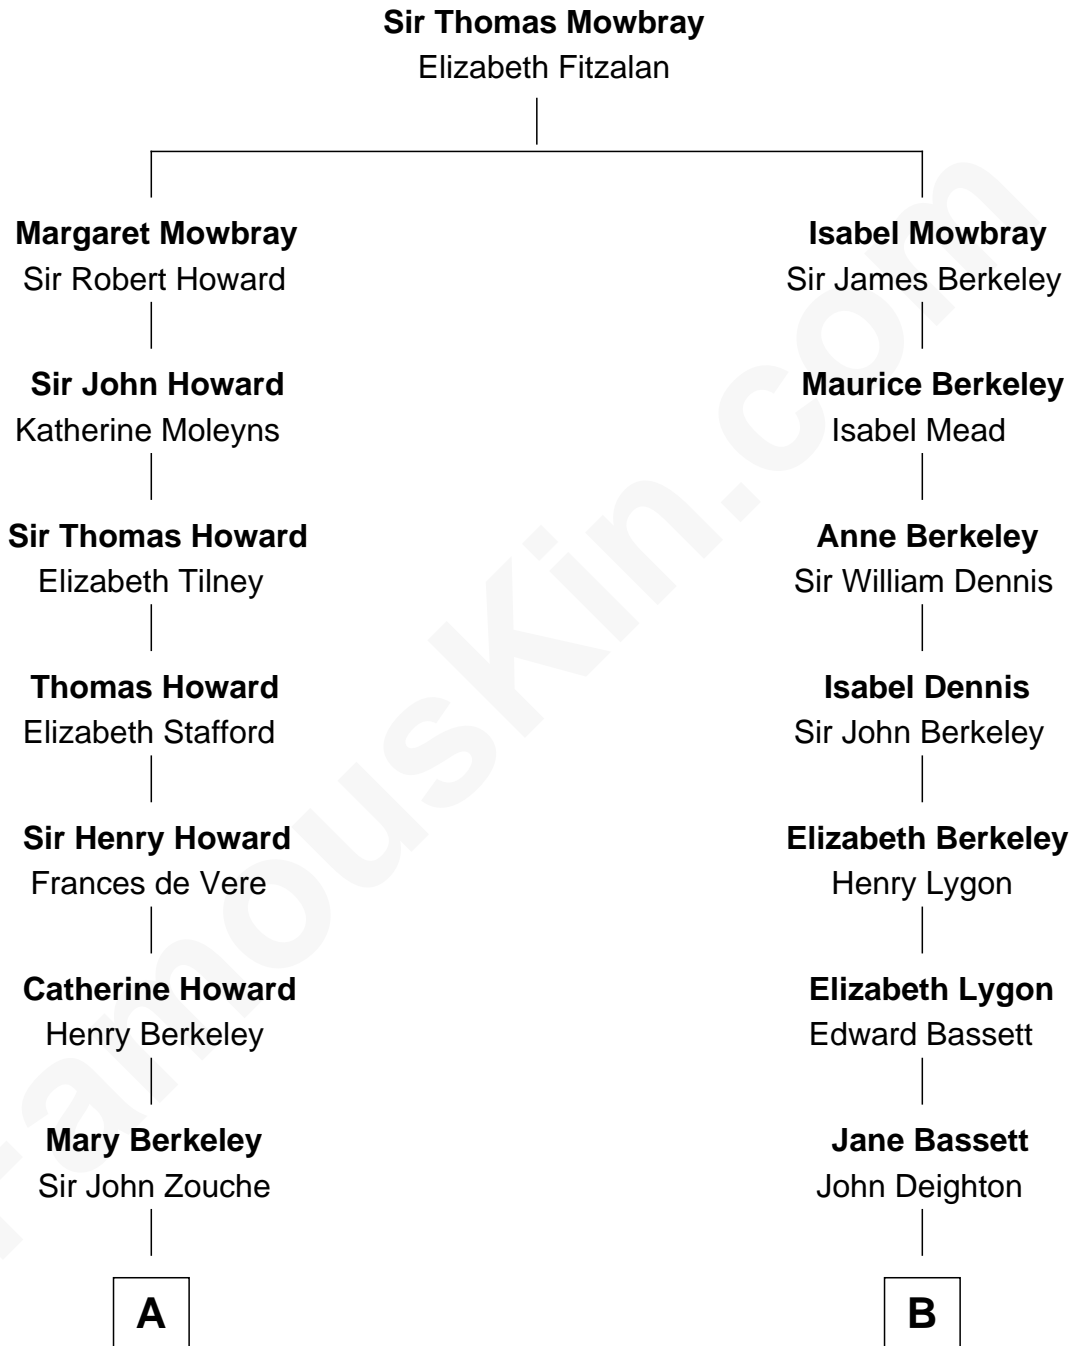 Sir Thomas Mowbray
Elizabeth Fitzalan
Margaret Mowbray
Sir Robert Howard
Isabel Mowbray
Sir James Berkeley
Sir John Howard
Katherine Moleyns
Maurice Berkeley
Isabel Mead
Sir Thomas Howard
Elizabeth Tilney
Anne Berkeley
Sir William Dennis
Thomas Howard
Elizabeth Stafford
Isabel Dennis
Sir John Berkeley
Sir Henry Howard
Frances de Vere
Elizabeth Berkeley
Henry Lygon
Catherine Howard
Henry Berkeley
Elizabeth Lygon
Edward Bassett
Mary Berkeley
Sir John Zouche
Jane Bassett
John Deighton
A
B
FamousKin.com